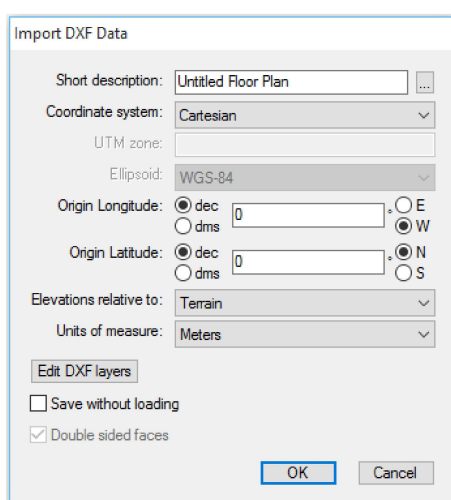 Import DXF Data
Short description: Untitled Floor Plan ...
Coordinate system: Cartesian
UTM zone:
Ellipsoid: WGS-84
Origin Longitude: dec 0 ° E
dms W
Origin Latitude: dec 0 ° N
dms S
Elevations relative to: Terrain
Units of measure: Meters
Edit DXF layers
Save without loading
Double sided faces
OK Cancel